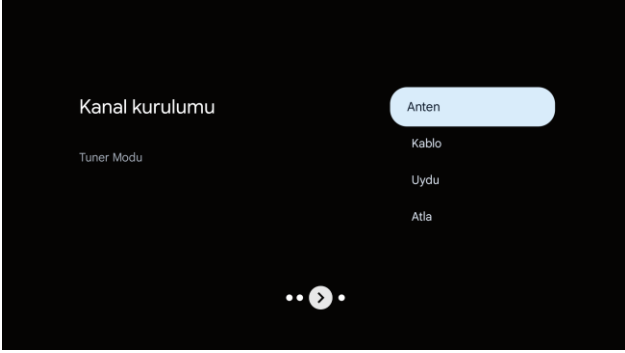 Kanal kurulumu
Tuner Modu
Anten
Kablo
Uydu
Atla